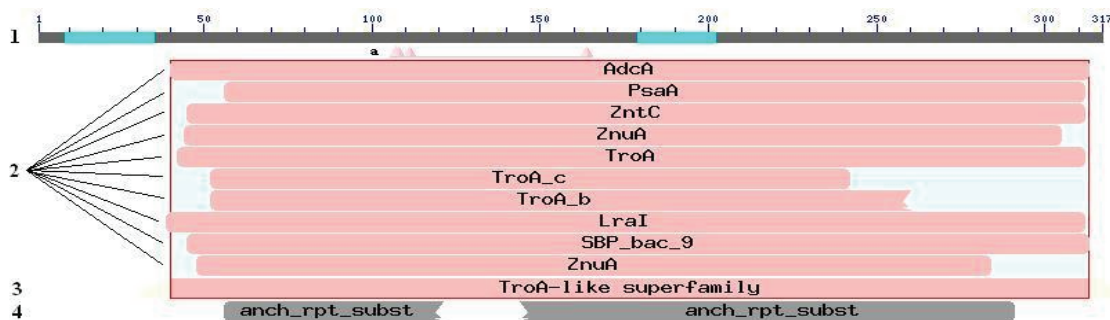 1 50 100 150 200 250 300 317
1
a
AdcA
PsaA
ZntC
ZnuA
TroA
2 TroA_c
TroA_b
LraI
SBP_bac_9
ZnuA
3 TroA-like superfamily
4 anch_rpt_subst anch_rpt_subst